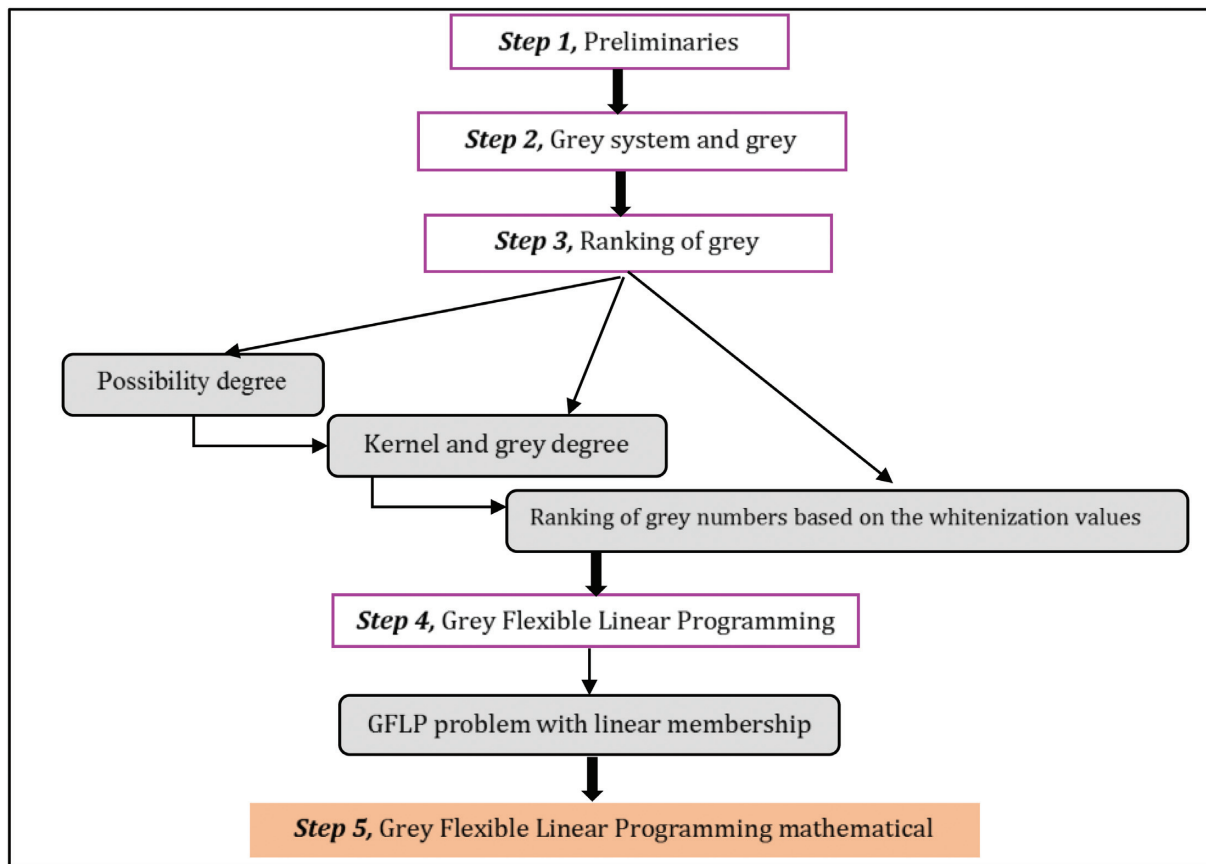 Step 1, Preliminaries
Step 2, Grey system and grey
Step 3, Ranking of grey
Possibility degree
Kernel and grey degree
Ranking of grey numbers based on the whitenization values
Step 4, Grey Flexible Linear Programming
GFLP problem with linear membership
Step 5, Grey Flexible Linear Programming mathematical